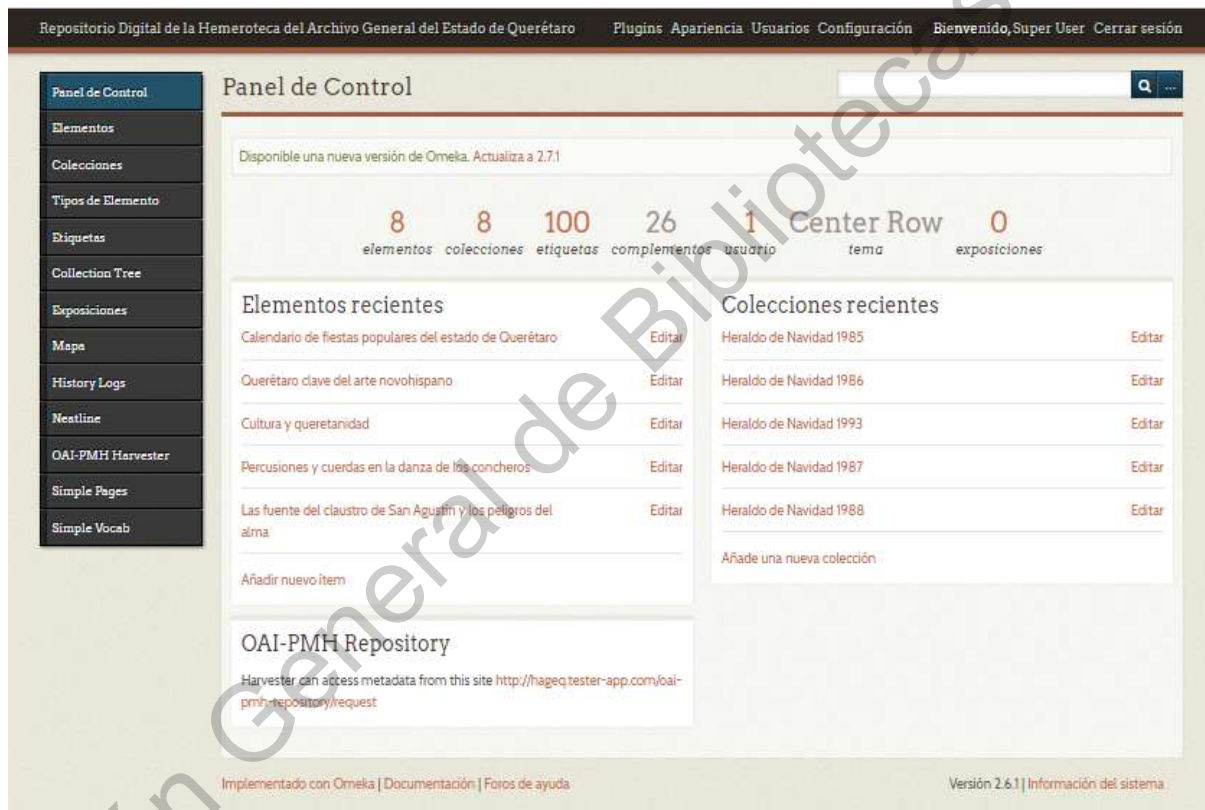 Repositorio Digital de la Hemeroteca del Archivo General del Estado de Querétaro
Plugins Apariencia Usuarios Configuración Bienvenido, Super User Cerrar sesión
Panel de Control
Elementos
Colecciones
Tipos de Elemento
Etiquetas
Collection Tree
Exposiciones
Mapa
History Logs
Neatline
OAI-PMH Harvester
Simple Pages
Simple Vocab
Panel de Control
...
Disponible una nueva versión de Omeka. Actualiza a 2.7.1
8 8 100 26 1 Center Row 0
elementos colecciones etiquetas complementos usuario tema exposiciones
Elementos recientes
Calendario de fiestas populares del estado de Querétaro Editar
Querétaro clave del arte novohispano Editar
Cultura y queretanidad Editar
Percusiones y cuerdas en la danza de los concheros Editar
Las fuente del claustro de San Agustín y los peligros del Editar
alma
Añadir nuevo ítem
Colecciones recientes
Heraldo de Navidad 1985 Editar
Heraldo de Navidad 1986 Editar
Heraldo de Navidad 1993 Editar
Heraldo de Navidad 1987 Editar
Heraldo de Navidad 1988 Editar
Añade una nueva colección
OAI-PMH Repository
Harvester can access metadata from this site http://hageq.tester-app.com/oai-
pmh-repository/request
Implementado con Omeka | Documentación | Foros de ayuda
Versión 2.6.1 | Información del sistema
General de Bibliotecas